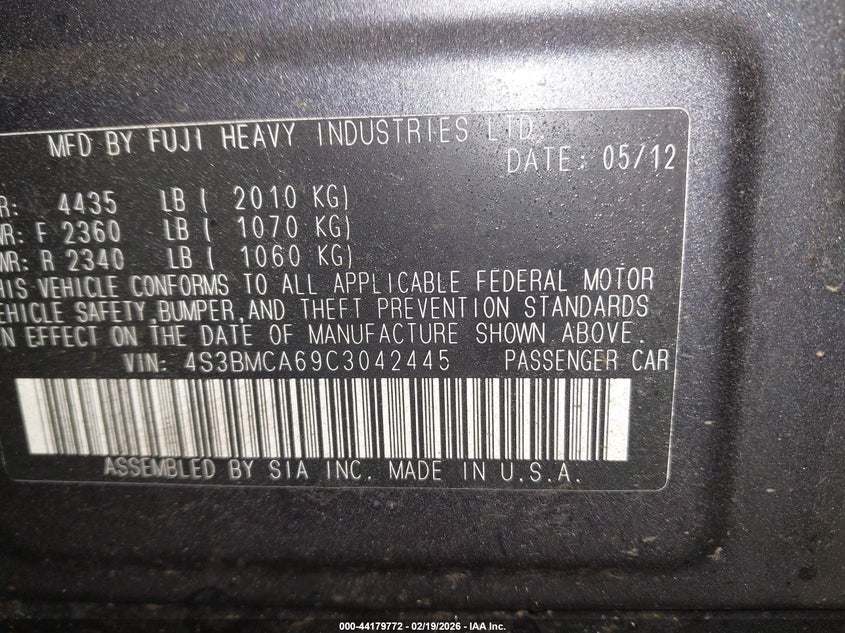 MFD BY FUJI HEAVY INDUSTRIES LTD.
DATE: 05/12
R: 4435 LB ( 2010 KG)
WR: F 2360 LB ( 1070 KG)
WR: R 2340 LB ( 1060 KG)
HIS VEHICLE CONFORMS TO ALL APPLICABLE FEDERAL MOTOR
EHICLE SAFETY,BUMPER,AND THEFT PREVENTION STANDARDS
N EFFECT ON THE DATE OF MANUFACTURE SHOWN ABOVE.
VIN: 4S3BMCA69C3042445 PASSENGER CAR
ASSEMBLED BY SIA INC. MADE IN U.S.A.
000-44179772 - 02/19/2026 - IAA Inc.